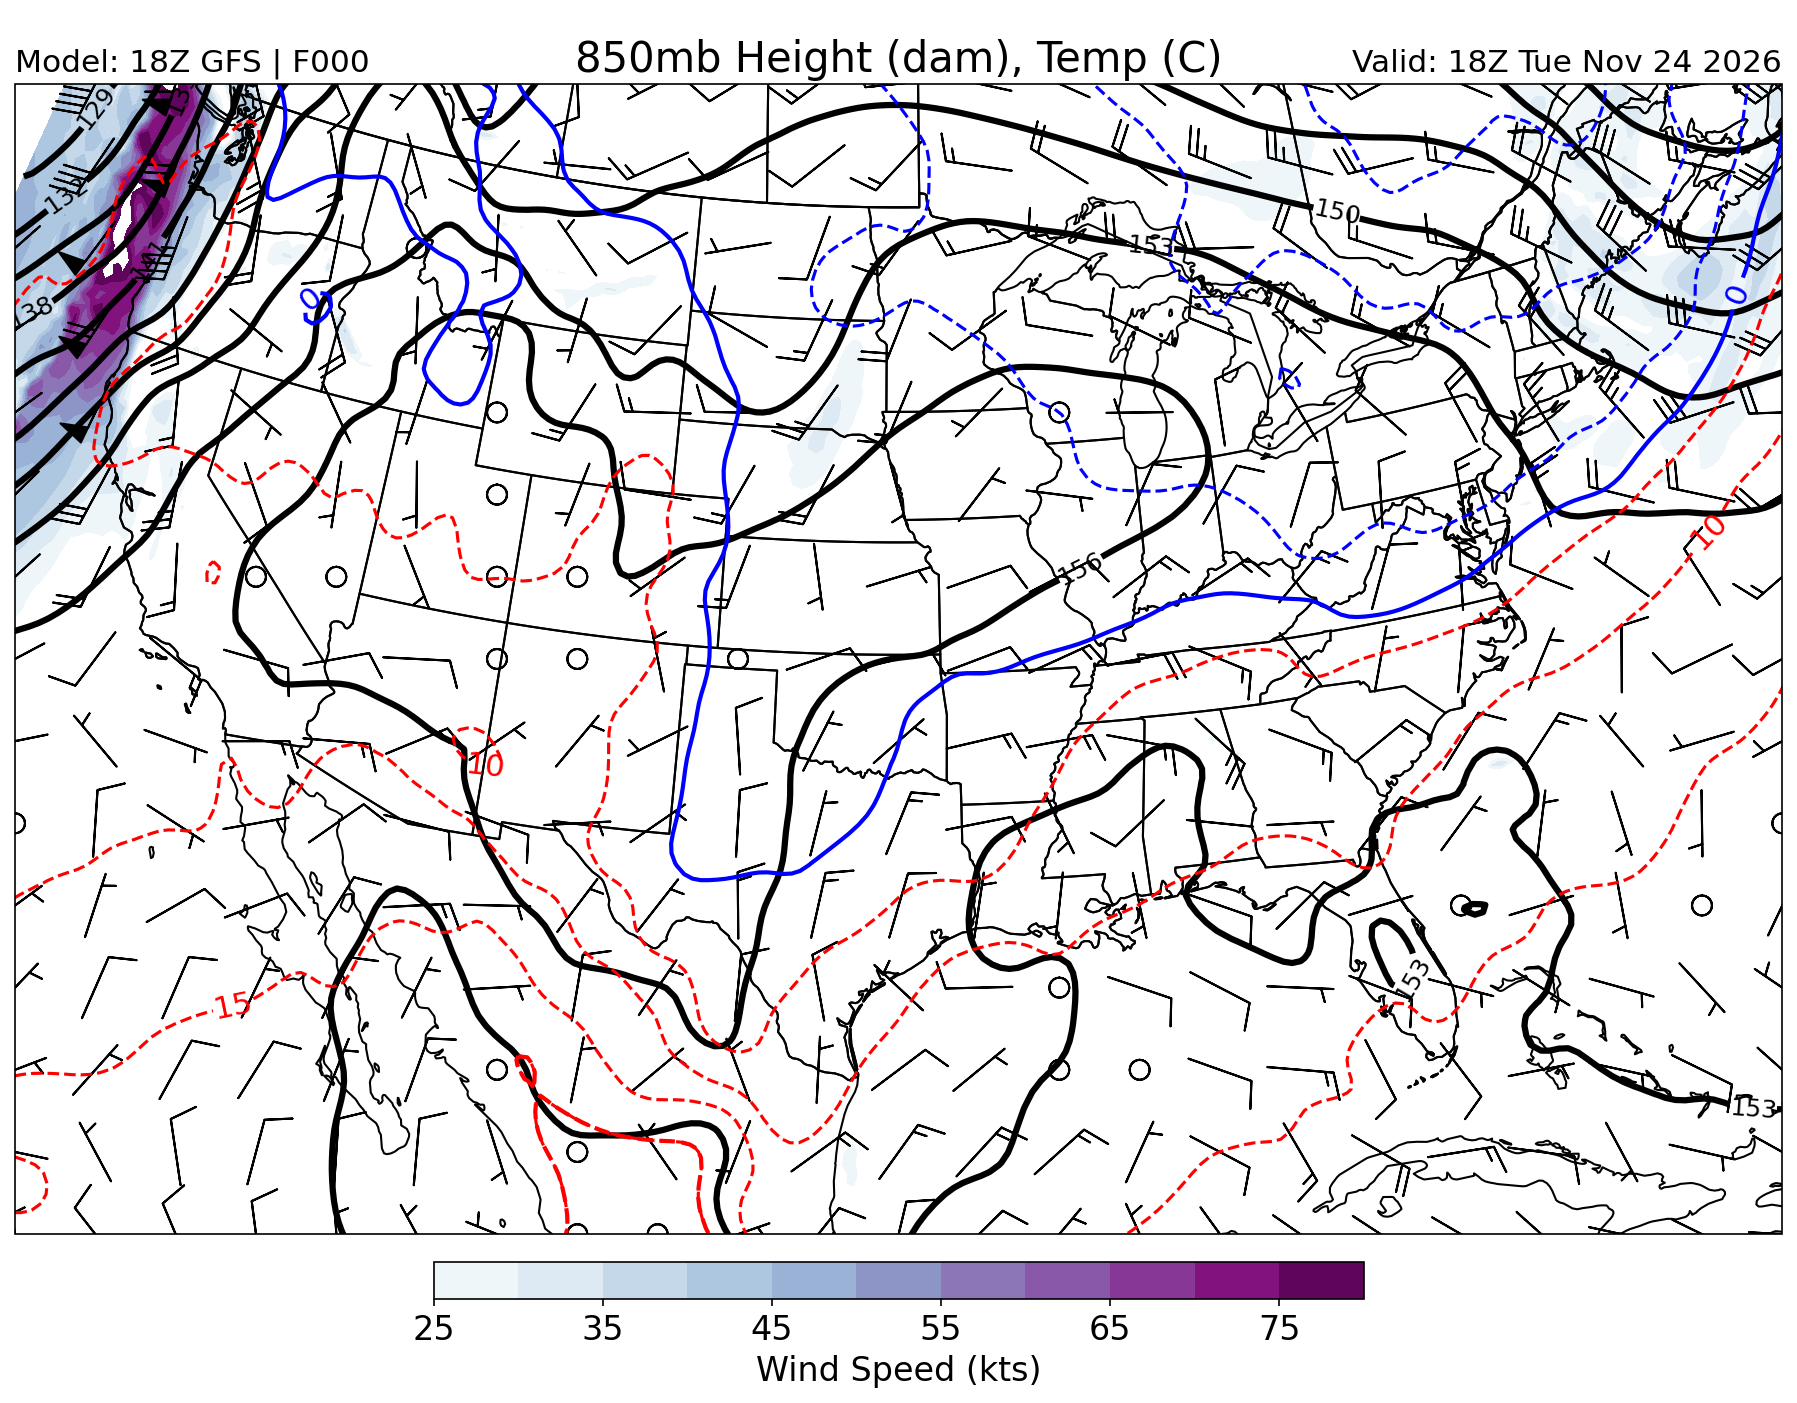 850mb Height (dam), Temp (C)
Model: 18Z GFS | F000
Valid: 18Z Tue Nov 24 2026
129
132
138
150
153
0
0
10
156
10
15
153
153
25 35 45 55 65 75
Wind Speed (kts)